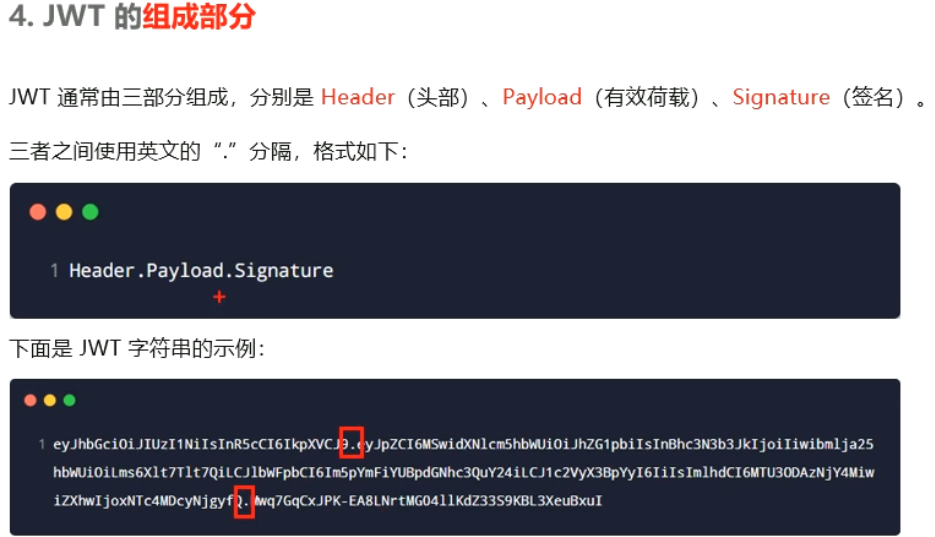 4. JWT 的组成部分
JWT 通常由三部分组成，分别是 Header（头部）、Payload（有效荷载）、Signature（签名）。
三者之间使用英文的“.”分隔，格式如下：
1 Header.Payload.Signature
下面是 JWT 字符串的示例：
1 eyJhbGciOiJIUzI1NiIsInR5cCI6IkpXVCJ9.eyJpZCI6MSwidXNlcm5hbWUiOiJhZG1pbiIsInBhc3N3b3JkIjoiIiwibmlja25
hbWUiOiLms6Xlt7Tlt7QiLCJlbWFpbCI6Im5pYmFiYUBpdGNhc3QuY24iLCJ1c2VyX3BpYyI6IiIsImlhdCI6MTU3ODAzNjY4Miw
iZXhwIjoxNTc4MDcyNjgyfQ.Mwq7GqCxJPK-EA8LNrtMG04llKdZ33S9KBL3XeuBxuI